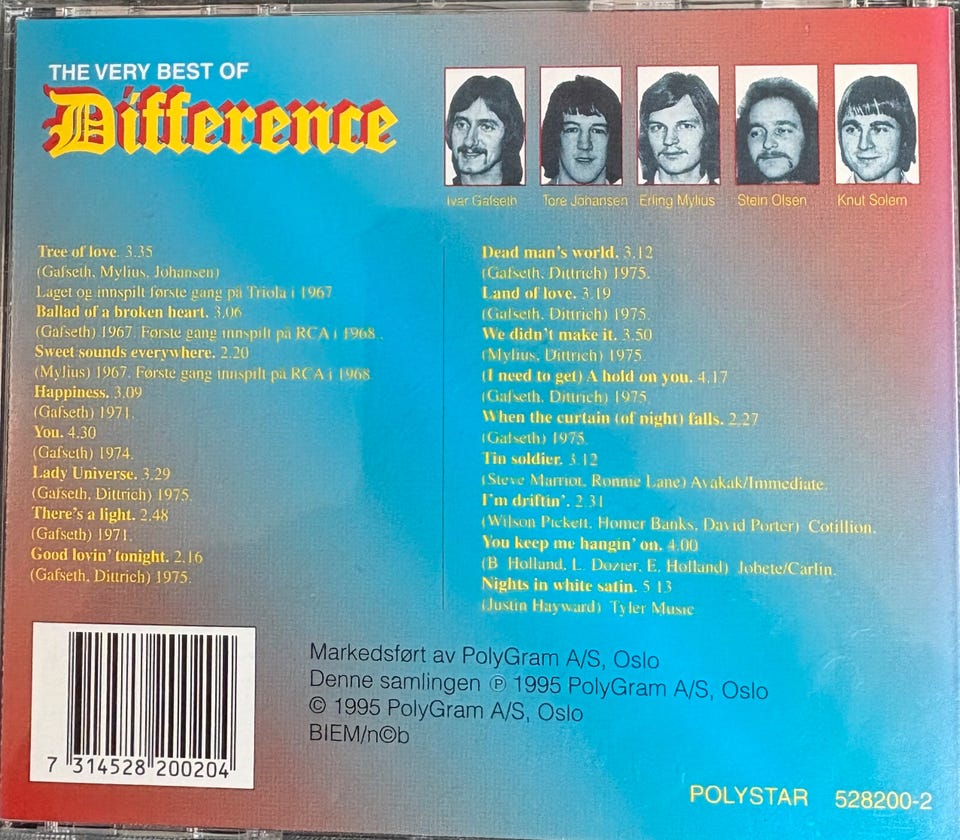 THE VERY BEST OF
Difference
Ivar Gafseth Tore Johansen Erling Mylius Stein Olsen Knut Solem
Tree of love. 3.35
(Gafseth, Mylius, Johansen)
Laget og innspilt første gang på Triola i 1967.
Ballad of a broken heart. 3.06
(Gafseth) 1967. Første gang innspilt på RCA i 1968.
Sweet sounds everywhere. 2.20
(Mylius) 1967. Første gang innspilt på RCA i 1968.
Happiness. 3.09
(Gafseth) 1971.
You. 4.30
(Gafseth) 1974.
Lady Universe. 3.29
(Gafseth, Dittrich) 1975.
There's a light. 2.48
(Gafseth) 1971.
Good lovin' tonight. 2.16
(Gafseth, Dittrich) 1975.
Dead man's world. 3.12
(Gafseth, Dittrich) 1975.
Land of love. 3.19
(Gafseth, Dittrich) 1975.
We didn't make it. 3.50
(Mylius, Dittrich) 1975.
(I need to get) A hold on you. 4.17
(Gafseth, Dittrich) 1975.
When the curtain (of night) falls. 2.27
(Gafseth) 1975.
Tin soldier. 3.12
(Steve Marriot, Ronnie Lane) Avakak/Immediate.
I'm driftin'. 2.31
(Wilson Pickett, Homer Banks, David Porter) Cotillion.
You keep me hangin' on. 4.00
(B. Holland, L. Dozier, E. Holland) Jobete/Carlin.
Nights in white satin. 5.13
(Justin Hayward) Tyler Music
Markedsført av PolyGram A/S, Oslo
Denne samlingen ℗ 1995 PolyGram A/S, Oslo
© 1995 PolyGram A/S, Oslo
BIEM/n©b
7 314528 200204
POLYSTAR 528200-2